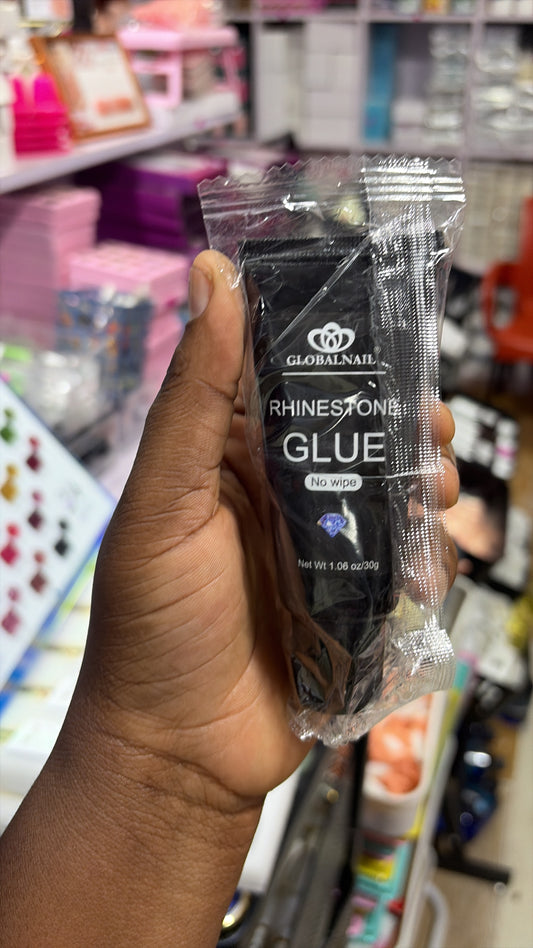 GLOBALNAIL
RHINESTONE
GLUE
No wipe
Net Wt 1.06 oz/30g